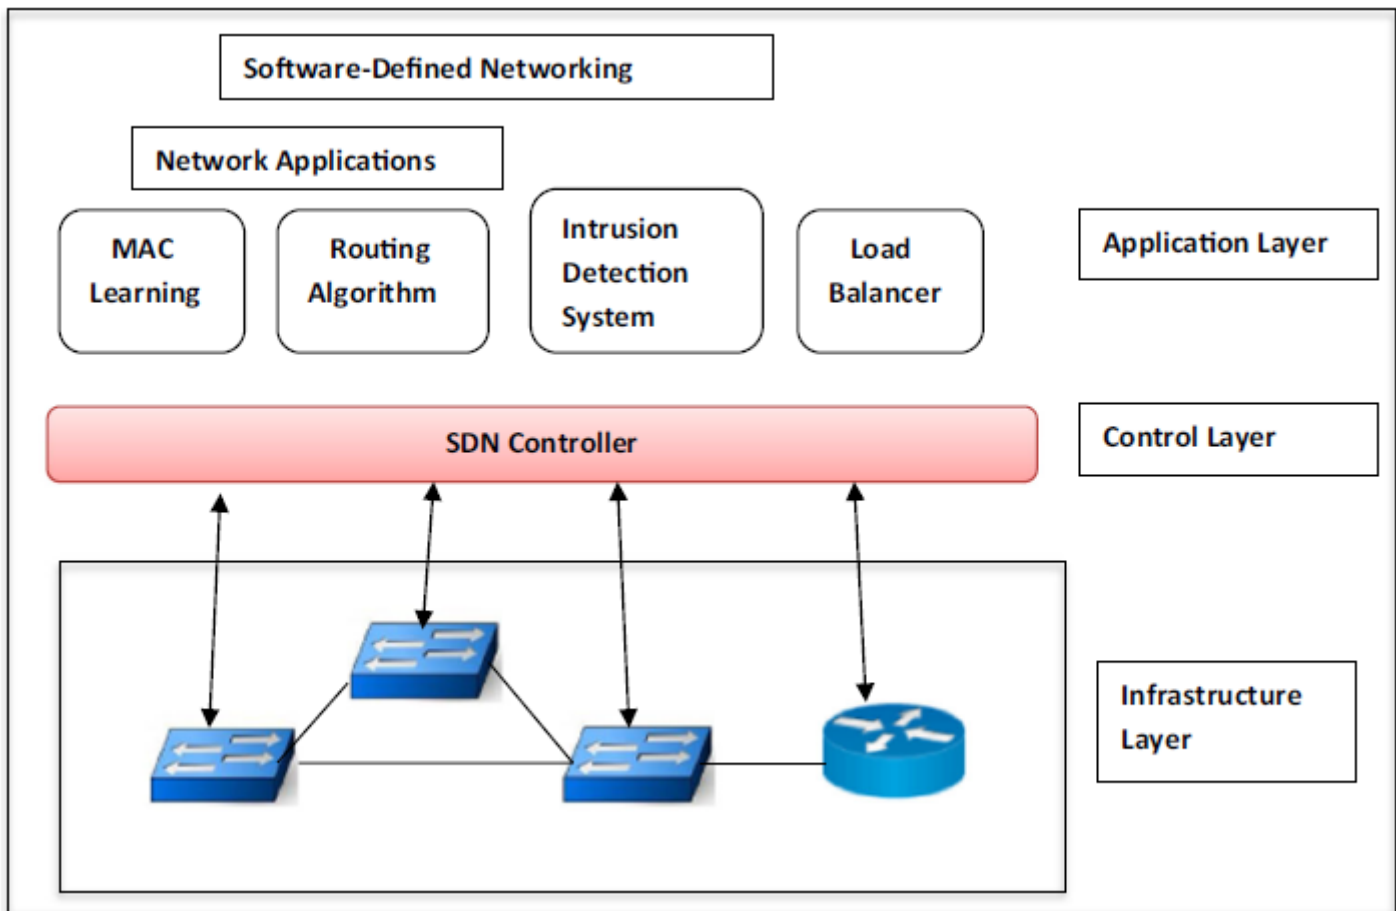 Software-Defined Networking
Network Applications
MAC
Learning
Routing
Algorithm
Intrusion
Detection
System
Load
Balancer
Application Layer
SDN Controller
Control Layer
Infrastructure
Layer